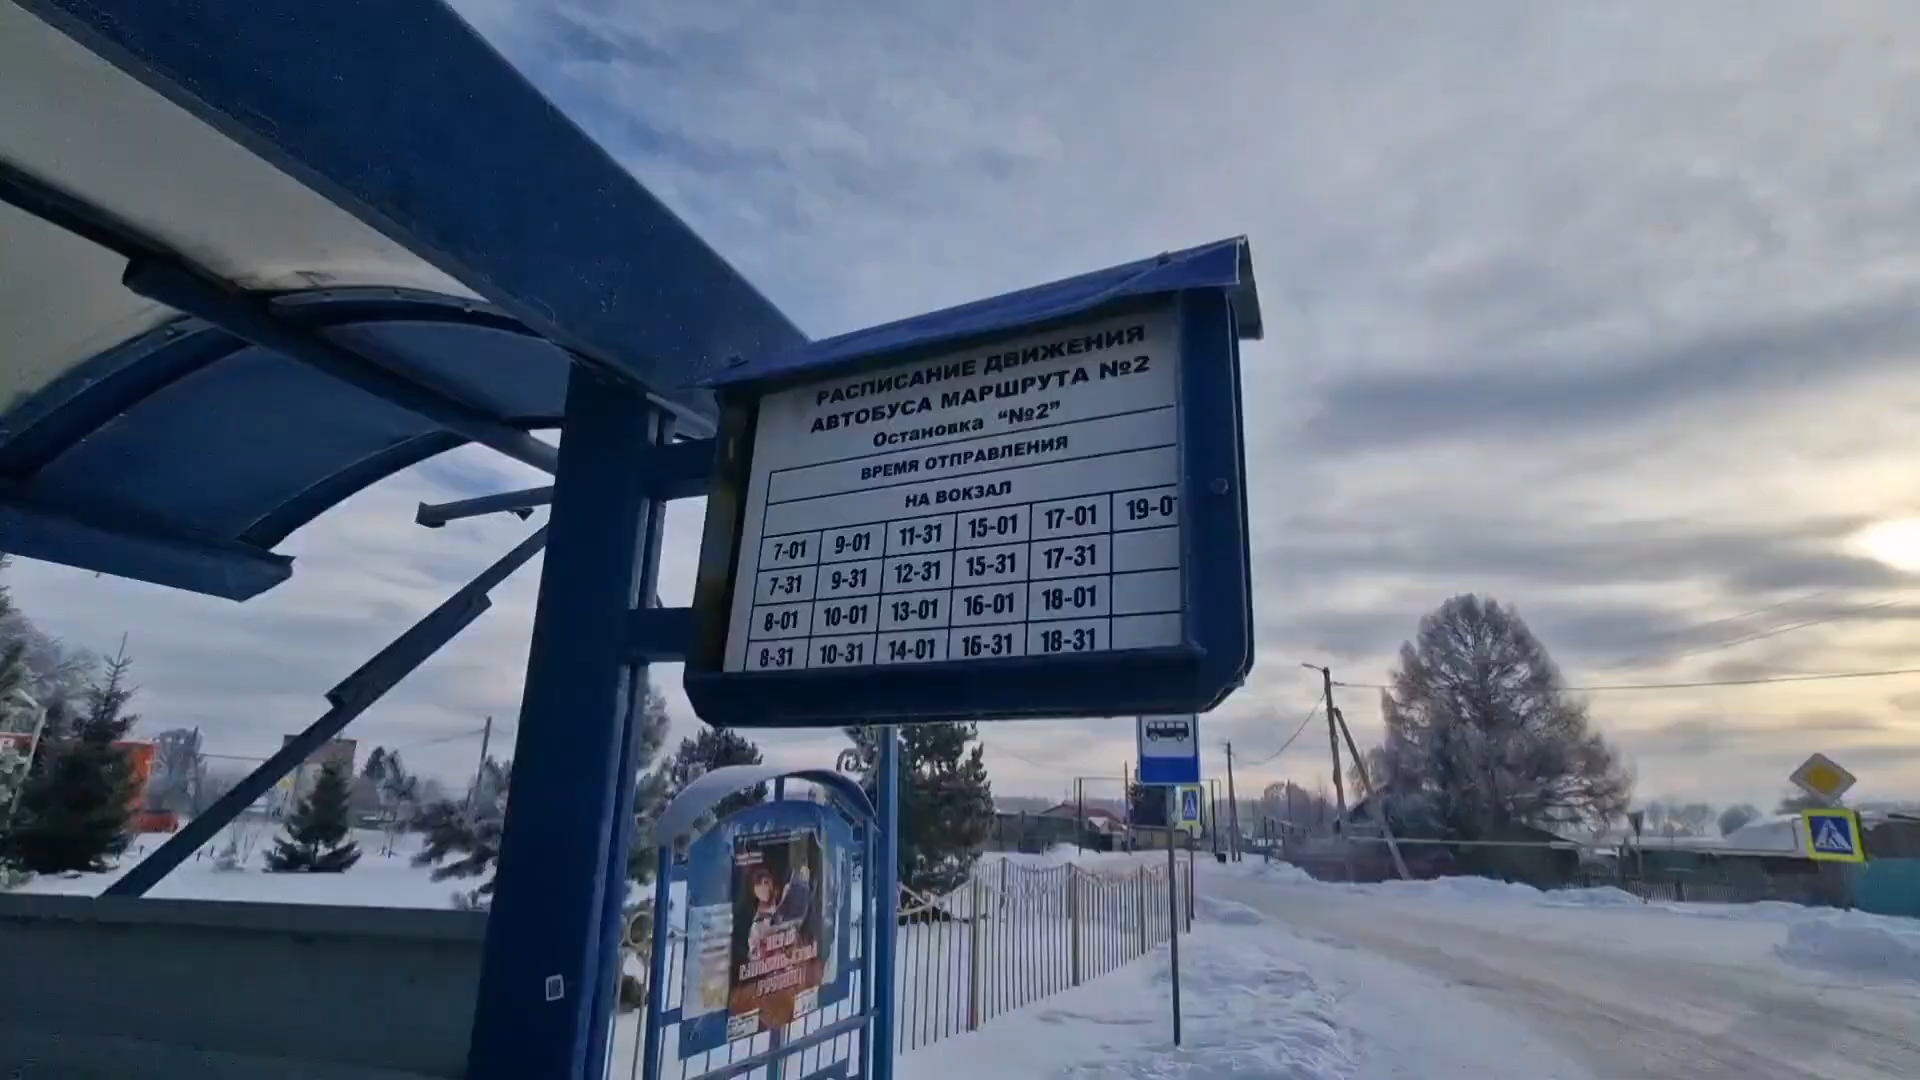 РАСПИСАНИЕ ДВИЖЕНИЯ
АВТОБУСА МАРШРУТА №2
Остановка “№2”
ВРЕМЯ ОТПРАВЛЕНИЯ
НА ВОКЗАЛ
7-01 9-01 11-31 15-01 17-01 19-0
7-31 9-31 12-31 15-31 17-31
8-01 10-01 13-01 16-01 18-01
8-31 10-31 14-01 16-31 18-31